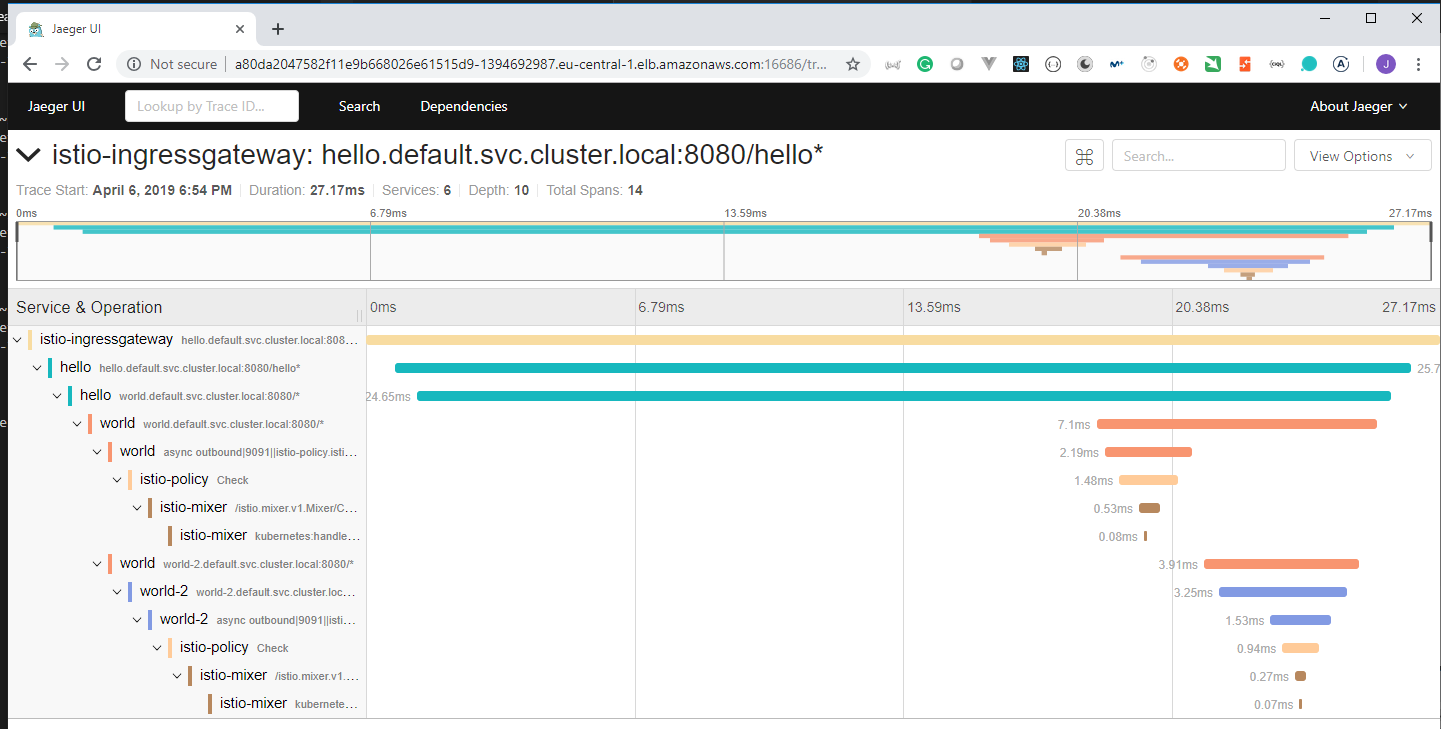 Jaeger UI
Not secure | a80da2047582f11e9b668026e61515d9-1394692987.eu-central-1.elb.amazonaws.com:16686/tr...
Jaeger UI Lookup by Trace ID... Search Dependencies About Jaeger
istio-ingressgateway: hello.default.svc.cluster.local:8080/hello* Search... View Options
Trace Start: April 6, 2019 6:54 PM Duration: 27.17ms Services: 6 Depth: 10 Total Spans: 14
0ms 6.79ms 13.59ms 20.38ms 27.17ms
Service & Operation 0ms 6.79ms 13.59ms 20.38ms 27.17ms
istio-ingressgateway hello.default.svc.cluster.local:808...
hello hello.default.svc.cluster.local:8080/hello* 25.7
hello world.default.svc.cluster.local:8080/* 24.65ms
world world.default.svc.cluster.local:8080/* 7.1ms
world async outbound|9091||istio-policy.isti... 2.19ms
istio-policy Check 1.48ms
istio-mixer /istio.mixer.v1.Mixer/C... 0.53ms
istio-mixer kubernetes:handle... 0.08ms
world world-2.default.svc.cluster.local:8080/* 3.91ms
world-2 world-2.default.svc.cluster.loc... 3.25ms
world-2 async outbound|9091||isti... 1.53ms
istio-policy Check 0.94ms
istio-mixer /istio.mixer.v1.... 0.27ms
istio-mixer kubernete... 0.07ms